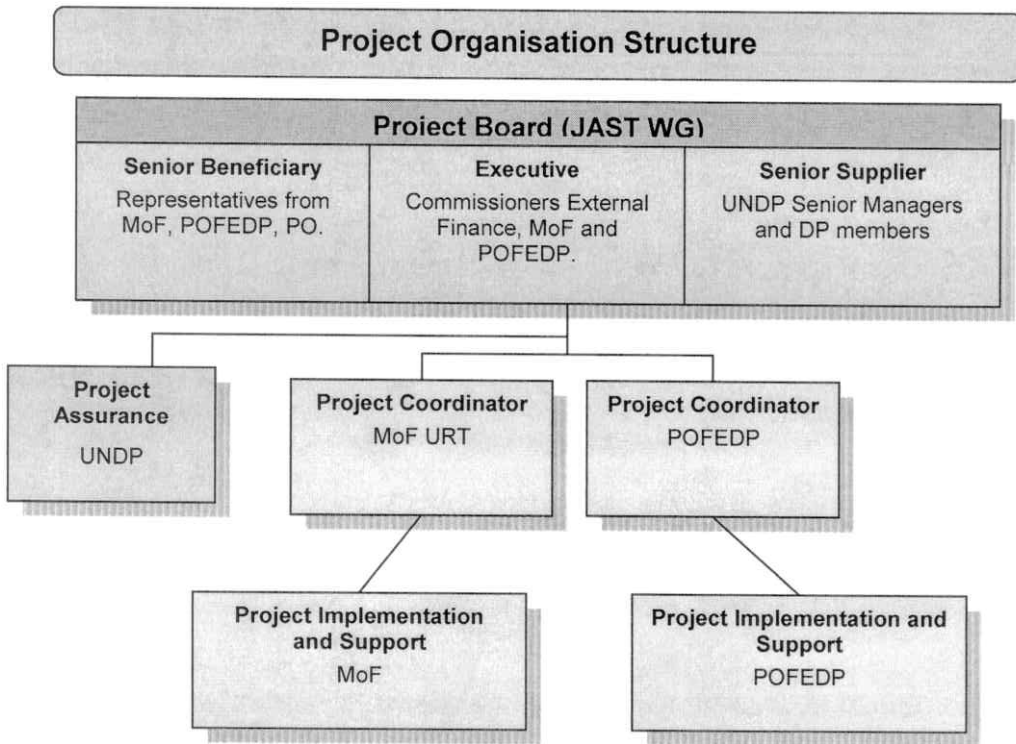 Project Organisation Structure
Project Board (JAST WG)
Senior Beneficiary
Representatives from
MoF, POFEDP, PO.
Executive
Commissioners External
Finance, MoF and
POFEDP.
Senior Supplier
UNDP Senior Managers
and DP members
Project
Assurance
UNDP
Project Coordinator
MoF URT
Project Coordinator
POFEDP
Project Implementation
and Support
MoF
Project Implementation and
Support
POFEDP